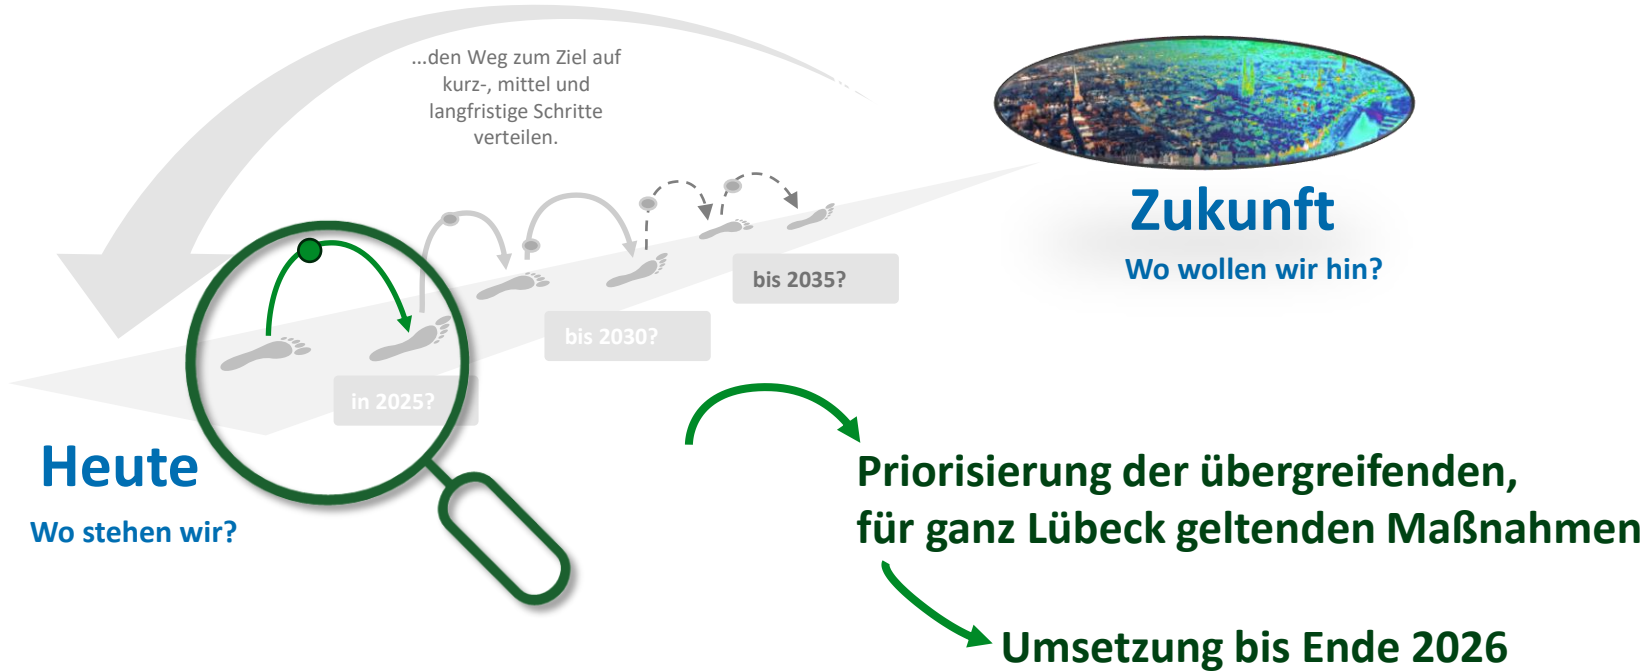 ...den Weg zum Ziel auf
kurz-, mittel und
langfristige Schritte
verteilen.
Zukunft
Wo wollen wir hin?
bis 2035?
bis 2030?
in 2025?
Heute
Wo stehen wir?
Priorisierung der übergreifenden,
für ganz Lübeck geltenden Maßnahmen
Umsetzung bis Ende 2026